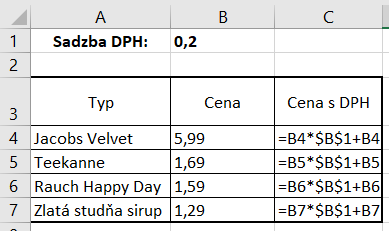 A B C
1 Sadzba DPH: 0,2
2
3 Typ Cena Cena s DPH
4 Jacobs Velvet 5,99 =B4*$B$1+B4
5 Teekanne 1,69 =B5*$B$1+B5
6 Rauch Happy Day 1,59 =B6*$B$1+B6
7 Zlatá studňa sirup 1,29 =B7*$B$1+B7